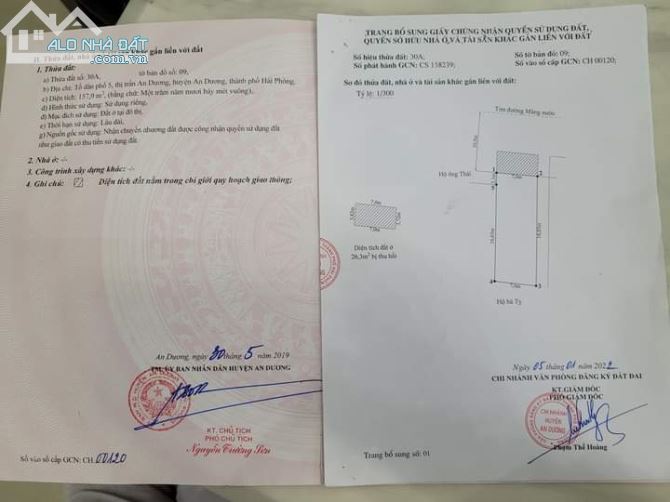 ALO NHÀ ĐẤT
khác gắn liền với đất
1. Thửa đất:
a) Thửa đất số: 30A, tờ bản đồ số: 09,
b) Địa chỉ: Tổ dân phố 5, thị trấn An Dương, huyện An Dương, thành phố Hải Phòng,
c) Diện tích: 157,0 m², (bằng chữ: Một trăm năm mươi bảy mét vuông),
d) Hình thức sử dụng: Sử dụng riêng;
đ) Mục đích sử dụng: Đất ở tại đô thị,
e) Thời hạn sử dụng: Lâu dài,
g) Nguồn gốc sử dụng: Nhận chuyển nhượng đất được công nhận quyền sử dụng đất
như giao đất có thu tiền sử dụng đất.
2. Nhà ở: -/-
3. Công trình xây dựng khác: -/-
4. Ghi chú: Diện tích đất nằm trong chỉ giới quy hoạch giao thông;
An Dương, ngày 30 tháng 5 năm 2019
TM. ỦY BAN NHÂN DÂN HUYỆN AN DƯƠNG
KT. CHỦ TỊCH
PHÓ CHỦ TỊCH
Nguyễn Trường Sơn
Số vào sổ cấp GCN: CH 00120
TRANG BỔ SUNG GIẤY CHỨNG NHẬN QUYỀN SỬ DỤNG ĐẤT,
QUYỀN SỞ HỮU NHÀ Ở VÀ TÀI SẢN KHÁC GẮN LIỀN VỚI ĐẤT
Số hiệu thửa đất: 30A; Số tờ bản đồ: 09;
Số phát hành GCN: CS 158239; Số vào sổ cấp GCN: CH 00120;
Sơ đồ thửa đất, nhà ở và tài sản khác gắn liền với đất:
Tỷ lệ: 1/300
Tim đường Máng nước
Hộ ông Thái
Diện tích đất ở
26,3m² bị thu hồi
Hộ bà Tý
Ngày 05 tháng 01 năm 2022
CHI NHÁNH VĂN PHÒNG ĐĂNG KÝ ĐẤT ĐAI
KT. GIÁM ĐỐC
PHÓ GIÁM ĐỐC
CHI NHÁNH
HUYỆN
AN DƯƠNG
Phạm Thế Hoàng
Trang bổ sung số: 01